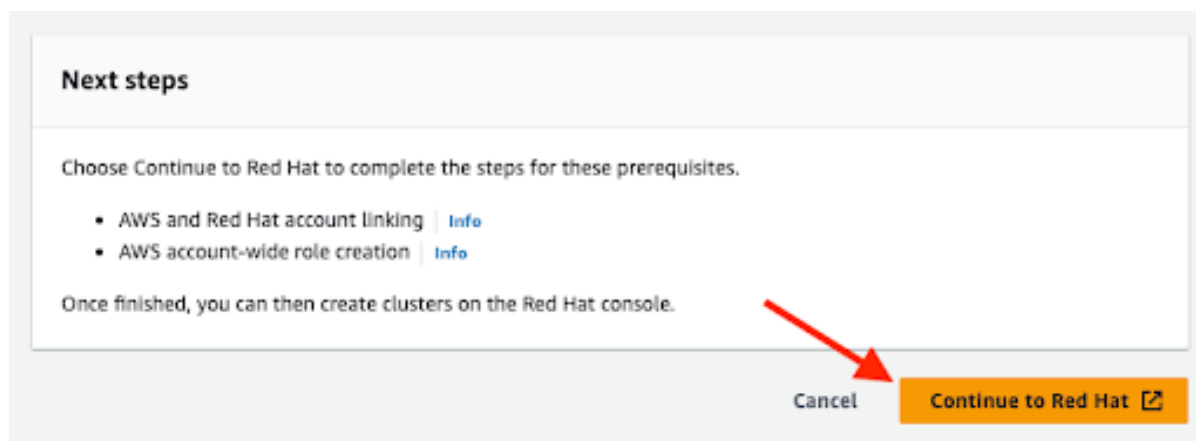 Next steps
Choose Continue to Red Hat to complete the steps for these prerequisites.
• AWS and Red Hat account linking | Info
• AWS account-wide role creation | Info
Once finished, you can then create clusters on the Red Hat console.
Cancel Continue to Red Hat